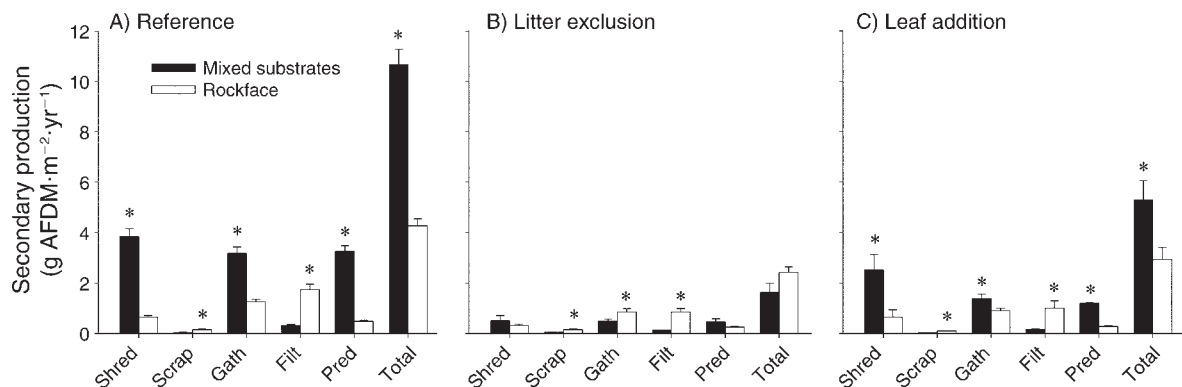 A) Reference
B) Litter exclusion
C) Leaf addition
Secondary production
(g AFDM·m⁻²·yr⁻¹)
12
10
8
6
4
2
0
Mixed substrates
Rockface
* * * * * *
* * *
* * * * * *
Shred Scrap Gath Filt Pred Total
Shred Scrap Gath Filt Pred Total
Shred Scrap Gath Filt Pred Total